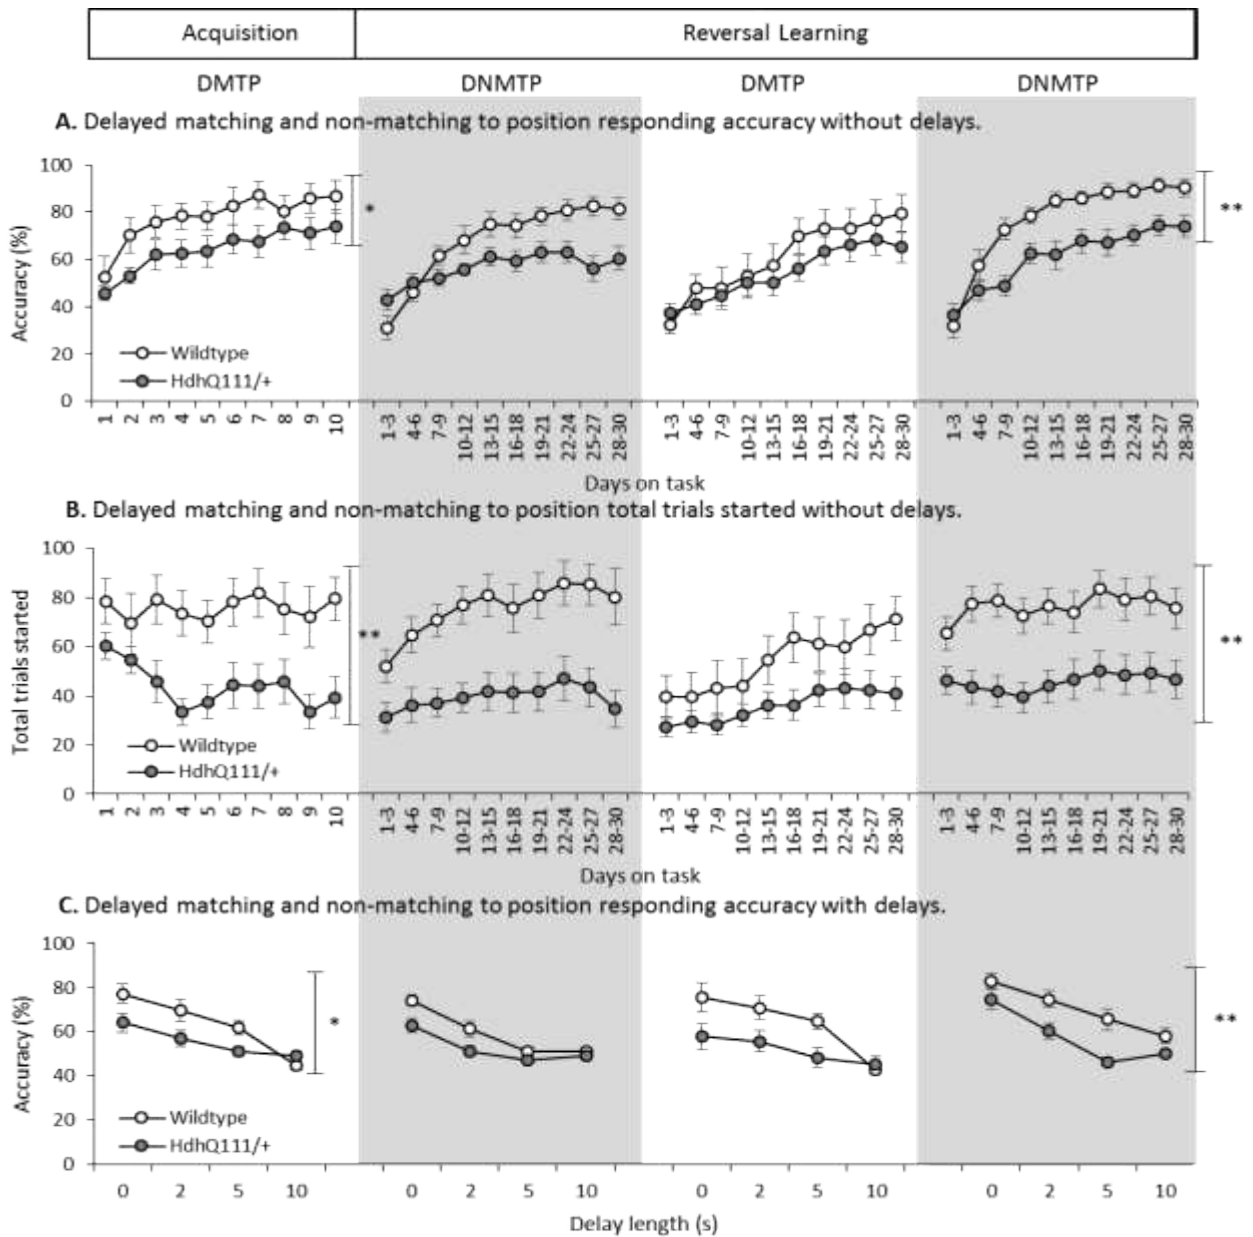 Acquisition Reversal Learning
DMTP DNMTP DMTP DNMTP
A. Delayed matching and non-matching to position responding accuracy without delays.
Accuracy (%)
100
80
60
40
20
0
Wildtype
HdhQ111/+
*
**
1 2 3 4 5 6 7 8 9 10
1-3 4-6 7-9 10-12 13-15 16-18 19-21 22-24 25-27 28-30
1-3 4-6 7-9 10-12 13-15 16-18 19-21 22-24 25-27 28-30
1-3 4-6 7-9 10-12 13-15 16-18 19-21 22-24 25-27 28-30
Days on task
B. Delayed matching and non-matching to position total trials started without delays.
Total trials started
100
80
60
40
20
0
Wildtype
HdhQ111/+
**
**
1 2 3 4 5 6 7 8 9 10
1-3 4-6 7-9 10-12 13-15 16-18 19-21 22-24 25-27 28-30
1-3 4-6 7-9 10-12 13-15 16-18 19-21 22-24 25-27 28-30
1-3 4-6 7-9 10-12 13-15 16-18 19-21 22-24 25-27 28-30
Days on task
C. Delayed matching and non-matching to position responding accuracy with delays.
Accuracy (%)
100
80
60
40
20
0
Wildtype
HdhQ111/+
*
**
0 2 5 10 0 2 5 10 0 2 5 10 0 2 5 10
Delay length (s)